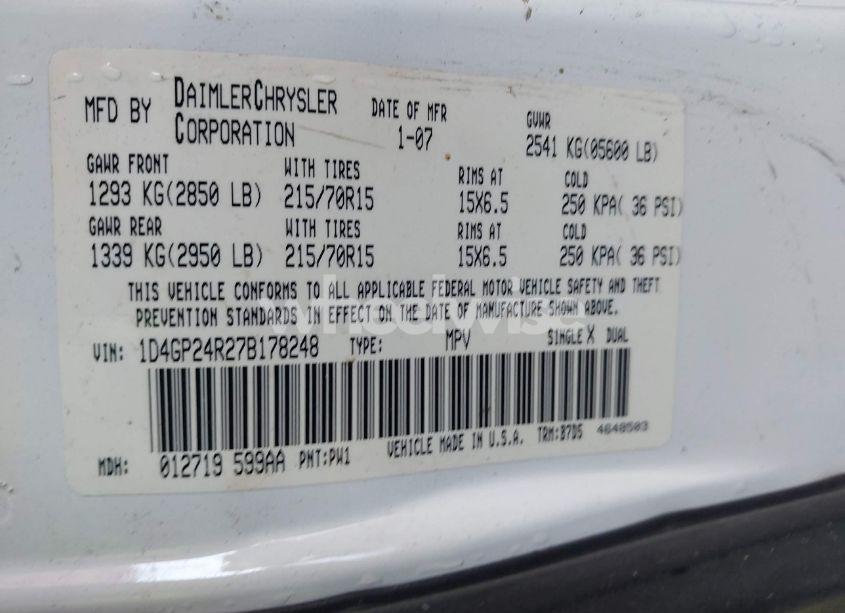 MFD BY DAIMLERCHRYSLER CORPORATION DATE OF MFR 1-07 GVWR 2541 KG(05600 LB)
GAWR FRONT WITH TIRES RIMS AT COLD
1293 KG(2850 LB) 215/70R15 15X6.5 250 KPA( 36 PSI)
GAWR REAR WITH TIRES RIMS AT COLD
1339 KG(2950 LB) 215/70R15 15X6.5 250 KPA( 36 PSI)
THIS VEHICLE CONFORMS TO ALL APPLICABLE FEDERAL MOTOR VEHICLE SAFETY AND THEFT
PREVENTION STANDARDS IN EFFECT ON THE DATE OF MANUFACTURE SHOWN ABOVE.
wheelwise
VIN: 1D4GP24R27B178248 TYPE: MPV SINGLE X DUAL
MDH: 012719 599AA PNT:PW1 VEHICLE MADE IN U.S.A. TRM:B7D5 4648503